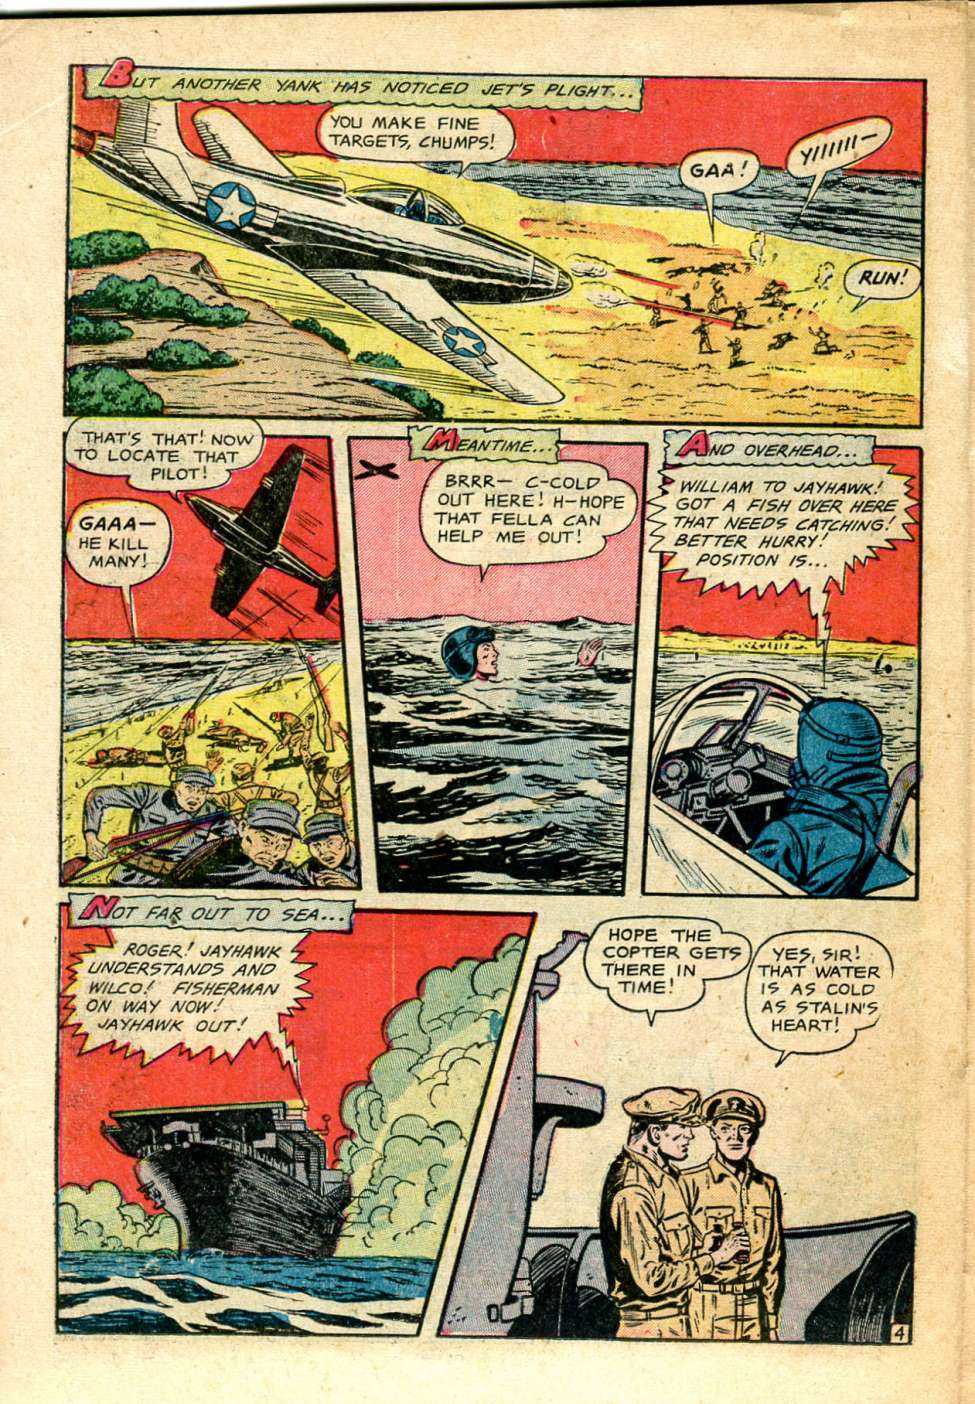 BUT ANOTHER YANK HAS NOTICED JET'S PLIGHT...
YOU MAKE FINE
TARGETS, CHUMPS!
GAA!
YIIIIII—
RUN!
THAT'S THAT! NOW
TO LOCATE THAT
PILOT!
GAAA—
HE KILL
MANY!
MEANTIME...
BRRR— C-COLD
OUT HERE! H-HOPE
THAT FELLA CAN
HELP ME OUT!
AND OVERHEAD...
WILLIAM TO JAYHAWK!
GOT A FISH OVER HERE
THAT NEEDS CATCHING!
BETTER HURRY!
POSITION IS...
NOT FAR OUT TO SEA...
ROGER! JAYHAWK
UNDERSTANDS AND
WILCO! FISHERMAN
ON WAY NOW!
JAYHAWK OUT!
HOPE THE
COPTER GETS
THERE IN
TIME!
YES, SIR!
THAT WATER
IS AS COLD
AS STALIN'S
HEART!
4